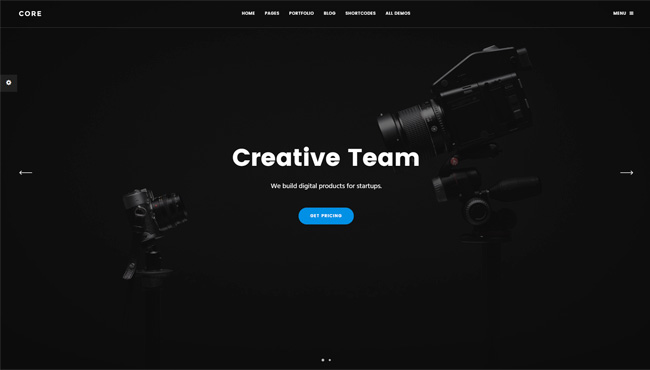 CORE
HOME PAGES PORTFOLIO BLOG SHORTCODES ALL DEMOS
MENU
Creative Team
We build digital products for startups.
GET PRICING